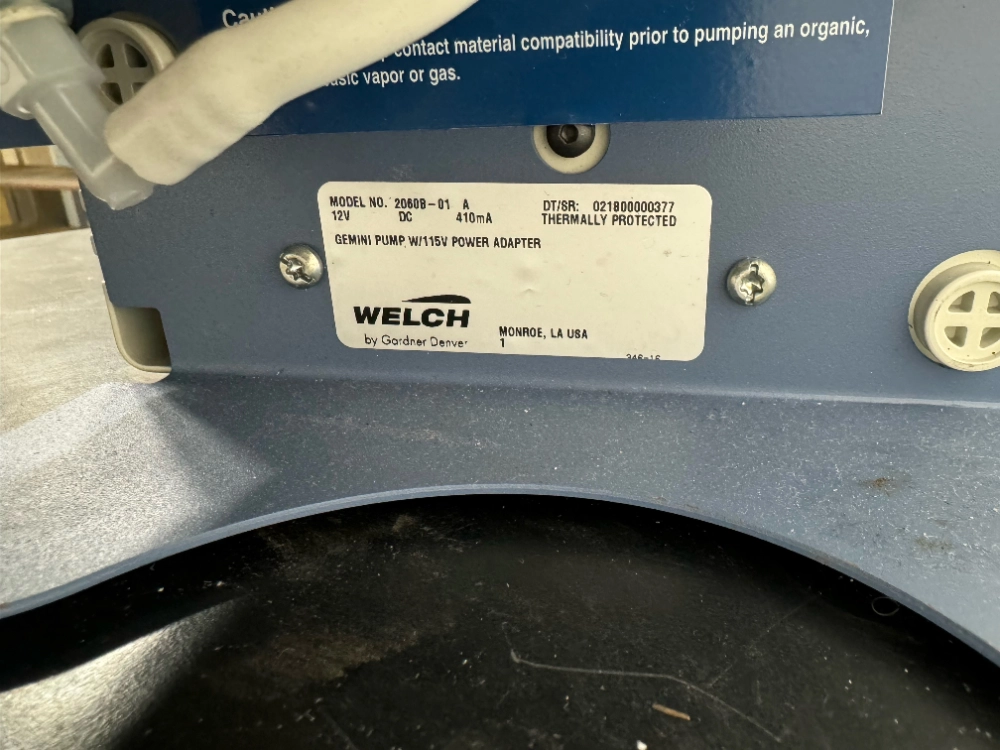 contact material compatibility prior to pumping an organic,
vapor or gas.
MODEL NO. 2060B-01 A DT/SR: 021800000377
12V DC 410mA THERMALLY PROTECTED
GEMINI PUMP W/115V POWER ADAPTER
WELCH
by Gardner Denver
MONROE, LA USA
1